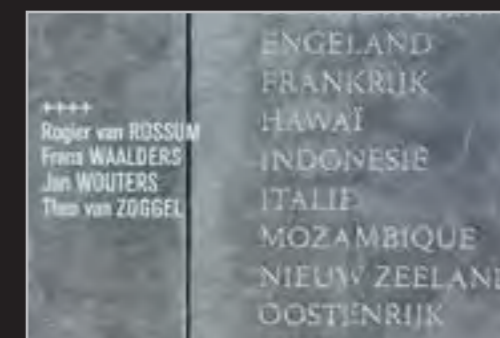 ++++
Rogier van ROSSUM
Frans WAALDERS
Jan WOUTERS
Theo van ZOGGEL
ENGELAND
FRANKRIJK
HAWAÏ
INDONESIË
ITALIË
MOZAMBIQUE
NIEUW ZEELAND
OOSTENRIJK